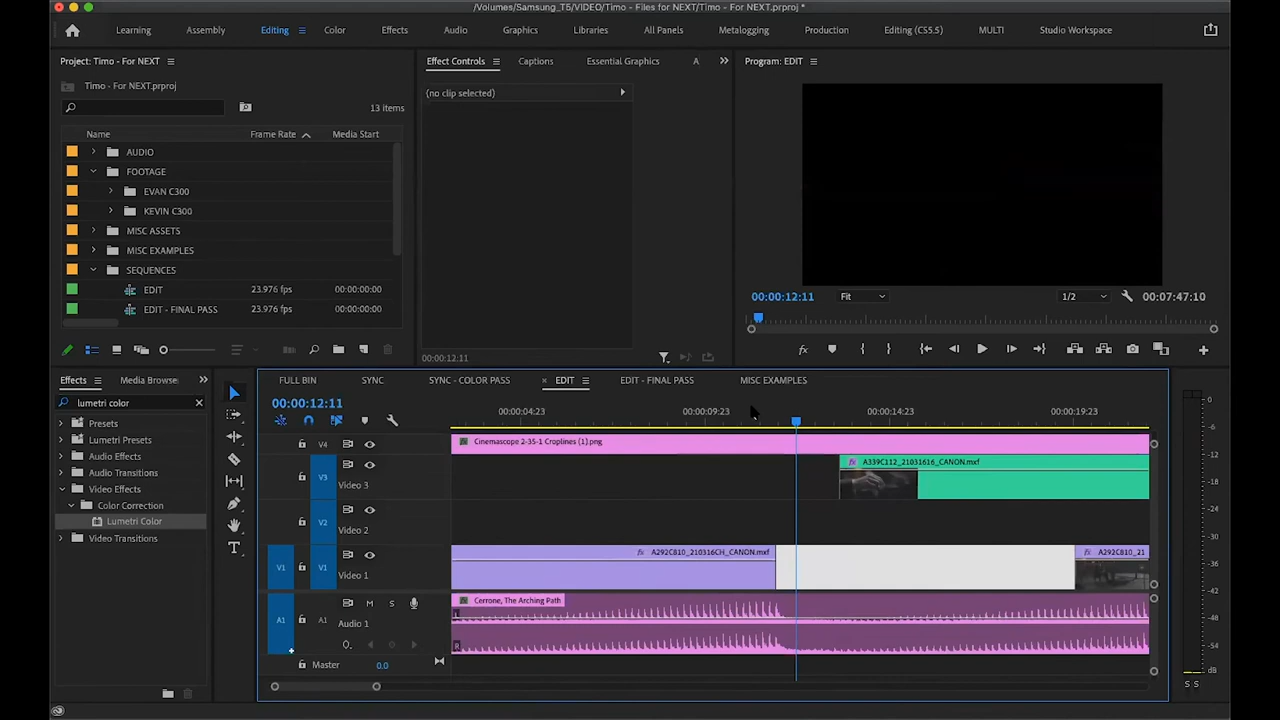 /Volumes/Samsung_T5/VIDEO/Timo - Files for NEXT/Timo - For NEXT.prproj *
Learning
Assembly
Editing
Color
Effects
Audio
Graphics
Libraries
All Panels
Metalogging
Production
Editing (CS5.5)
MULTI
Studio Workspace
Project: Timo - For NEXT
Timo - For NEXT.prproj
13 items
Name
Frame Rate
Media Start
AUDIO
FOOTAGE
EVAN C300
KEVIN C300
MISC ASSETS
MISC EXAMPLES
SEQUENCES
EDIT 23.976 fps 00:00:00:00
EDIT - FINAL PASS 23.976 fps 00:00:00:00
Effect Controls
Captions
Essential Graphics
A
(no clip selected)
00:00:12:11
Program: EDIT
00:00:12:11
Fit
1/2
00:07:47:10
fx
Effects
Media Browse
lumetri color
Presets
Lumetri Presets
Audio Effects
Audio Transitions
Video Effects
Color Correction
Lumetri Color
Video Transitions
FULL BIN
SYNC
SYNC - COLOR PASS
EDIT
EDIT - FINAL PASS
MISC EXAMPLES
00:00:12:11
00:00:04:23
00:00:09:23
00:00:14:23
00:00:19:23
V4
Cinemascope 2-35-1 Croplines (1).png
V3
Video 3
fx A339C112_21031616_CANON.mxf
V2
Video 2
V1
V1
Video 1
fx A292C810_210316CH_CANON.mxf
fx A292C810_21
A1
A1
M
S
Audio 1
Cerrone, The Arching Path
L
R
Master
0.0
0
-6
-12
-18
-24
-30
-36
-42
-48
-54
dB
S S